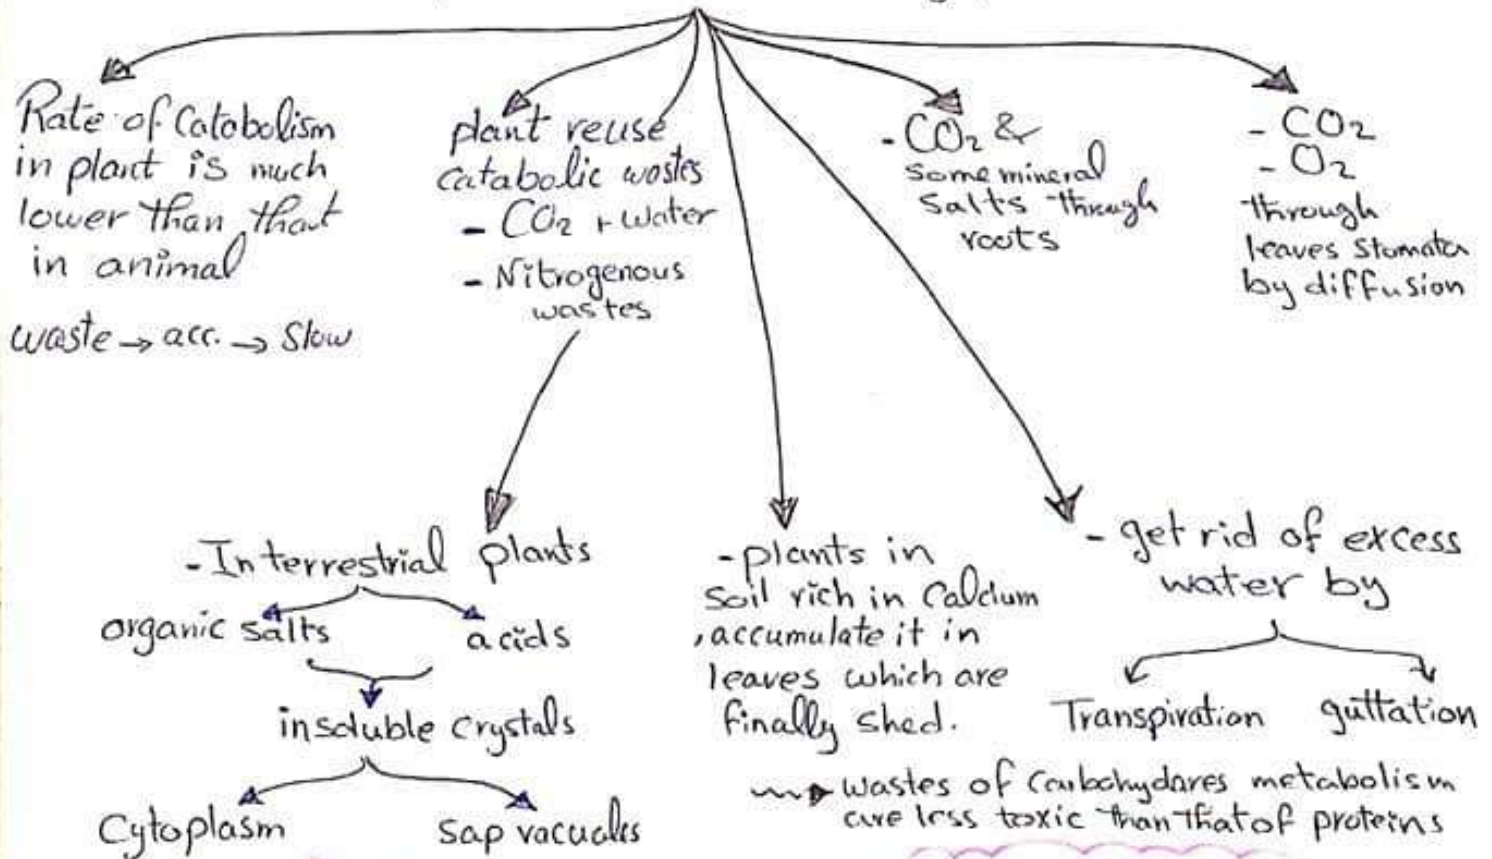 Rate of Catobolism
in plant is much
lower than that
in animal
waste → acc. → Slow
plant reuse
catabolic wastes
- CO2 + water
- Nitrogenous
wastes
- CO2 &
some mineral
salts through
roots
- CO2
- O2
through
leaves stomata
by diffusion
- In terrestrial plants
organic salts
acids
insoluble crystals
Cytoplasm
sap vacuoles
- plants in
soil rich in Calcium
, accumulate it in
leaves which are
finally shed.
- get rid of excess
water by
Transpiration
guttation
wastes of Carbohydares metabolism
are less toxic than that of proteins